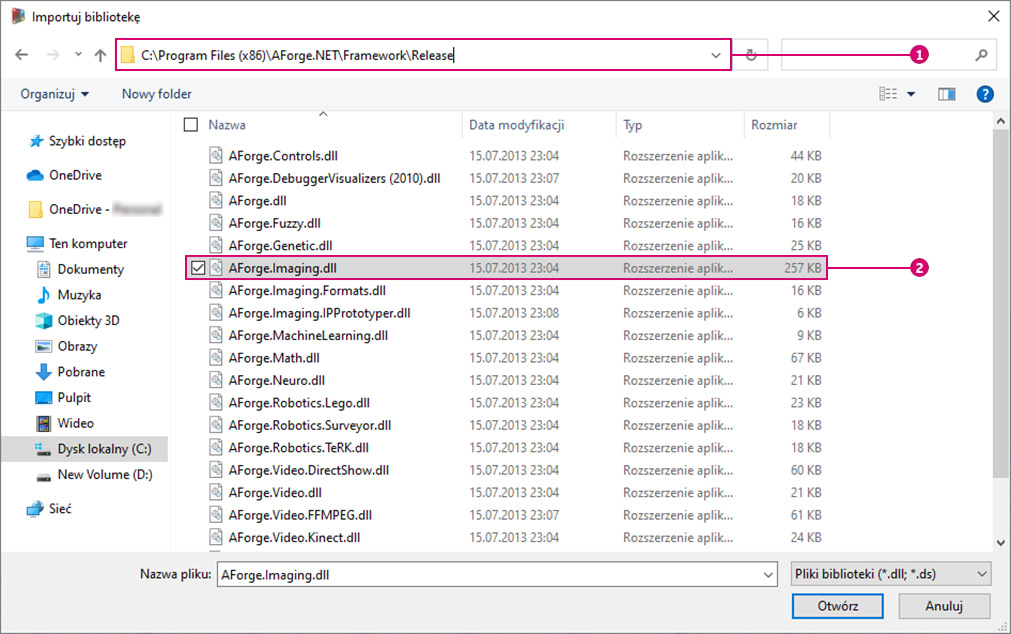 Importuj bibliotekę
C:\Program Files (x86)\AForge.NET\Framework\Release
1
Organizuj
Nowy folder
?
Nazwa Data modyfikacji Typ Rozmiar
AForge.Controls.dll 15.07.2013 23:04 Rozszerzenie aplik... 44 KB
AForge.DebuggerVisualizers (2010).dll 15.07.2013 23:07 Rozszerzenie aplik... 20 KB
AForge.dll 15.07.2013 23:04 Rozszerzenie aplik... 18 KB
AForge.Fuzzy.dll 15.07.2013 23:04 Rozszerzenie aplik... 16 KB
AForge.Genetic.dll 15.07.2013 23:04 Rozszerzenie aplik... 25 KB
AForge.Imaging.dll 15.07.2013 23:04 Rozszerzenie aplik... 257 KB
2
AForge.Imaging.Formats.dll 15.07.2013 23:04 Rozszerzenie aplik... 16 KB
AForge.Imaging.IPPrototyper.dll 15.07.2013 23:08 Rozszerzenie aplik... 6 KB
AForge.MachineLearning.dll 15.07.2013 23:04 Rozszerzenie aplik... 9 KB
AForge.Math.dll 15.07.2013 23:04 Rozszerzenie aplik... 67 KB
AForge.Neuro.dll 15.07.2013 23:04 Rozszerzenie aplik... 21 KB
AForge.Robotics.Lego.dll 15.07.2013 23:04 Rozszerzenie aplik... 23 KB
AForge.Robotics.Surveyor.dll 15.07.2013 23:04 Rozszerzenie aplik... 18 KB
AForge.Robotics.TeRK.dll 15.07.2013 23:04 Rozszerzenie aplik... 18 KB
AForge.Video.DirectShow.dll 15.07.2013 23:04 Rozszerzenie aplik... 60 KB
AForge.Video.dll 15.07.2013 23:04 Rozszerzenie aplik... 21 KB
AForge.Video.FFMPEG.dll 15.07.2013 23:07 Rozszerzenie aplik... 61 KB
AForge.Video.Kinect.dll 15.07.2013 23:04 Rozszerzenie aplik... 24 KB
Szybki dostęp
OneDrive
OneDrive -
Ten komputer
Dokumenty
Muzyka
Obiekty 3D
Obrazy
Pobrane
Pulpit
Wideo
Dysk lokalny (C:)
New Volume (D:)
Sieć
Nazwa pliku: AForge.Imaging.dll
Pliki biblioteki (*.dll; *.ds)
Otwórz
Anuluj